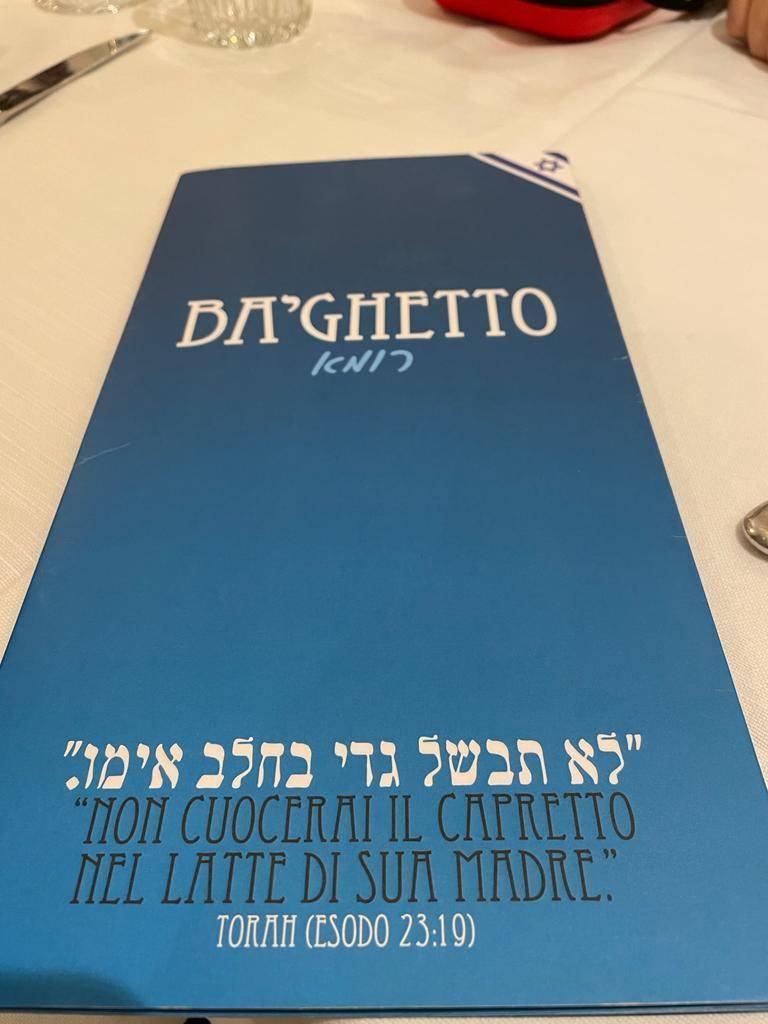 BA'GHETTO
רומא
"לא תבשל גדי בחלב אימו."
"NON CUOCERAI IL CAPRETTO
NEL LATTE DI SUA MADRE."
TORAH (ESODO 23:19)